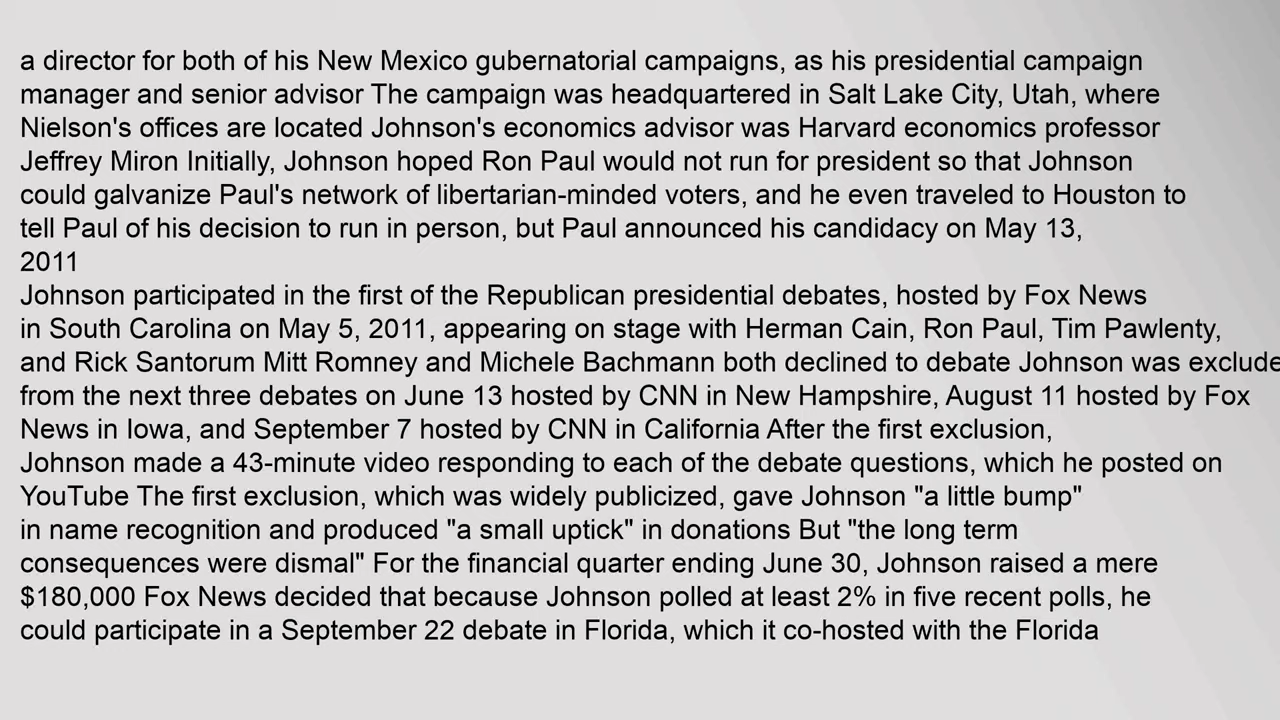 a director for both of his New Mexico gubernatorial campaigns, as his presidential campaign
manager and senior advisor The campaign was headquartered in Salt Lake City, Utah, where
Nielson's offices are located Johnson's economics advisor was Harvard economics professor
Jeffrey Miron Initially, Johnson hoped Ron Paul would not run for president so that Johnson
could galvanize Paul's network of libertarian-minded voters, and he even traveled to Houston to
tell Paul of his decision to run in person, but Paul announced his candidacy on May 13,
2011
Johnson participated in the first of the Republican presidential debates, hosted by Fox News
in South Carolina on May 5, 2011, appearing on stage with Herman Cain, Ron Paul, Tim Pawlenty,
and Rick Santorum Mitt Romney and Michele Bachmann both declined to debate Johnson was exclude
from the next three debates on June 13 hosted by CNN in New Hampshire, August 11 hosted by Fox
News in Iowa, and September 7 hosted by CNN in California After the first exclusion,
Johnson made a 43-minute video responding to each of the debate questions, which he posted on
YouTube The first exclusion, which was widely publicized, gave Johnson "a little bump"
in name recognition and produced "a small uptick" in donations But "the long term
consequences were dismal" For the financial quarter ending June 30, Johnson raised a mere
$180,000 Fox News decided that because Johnson polled at least 2% in five recent polls, he
could participate in a September 22 debate in Florida, which it co-hosted with the Florida